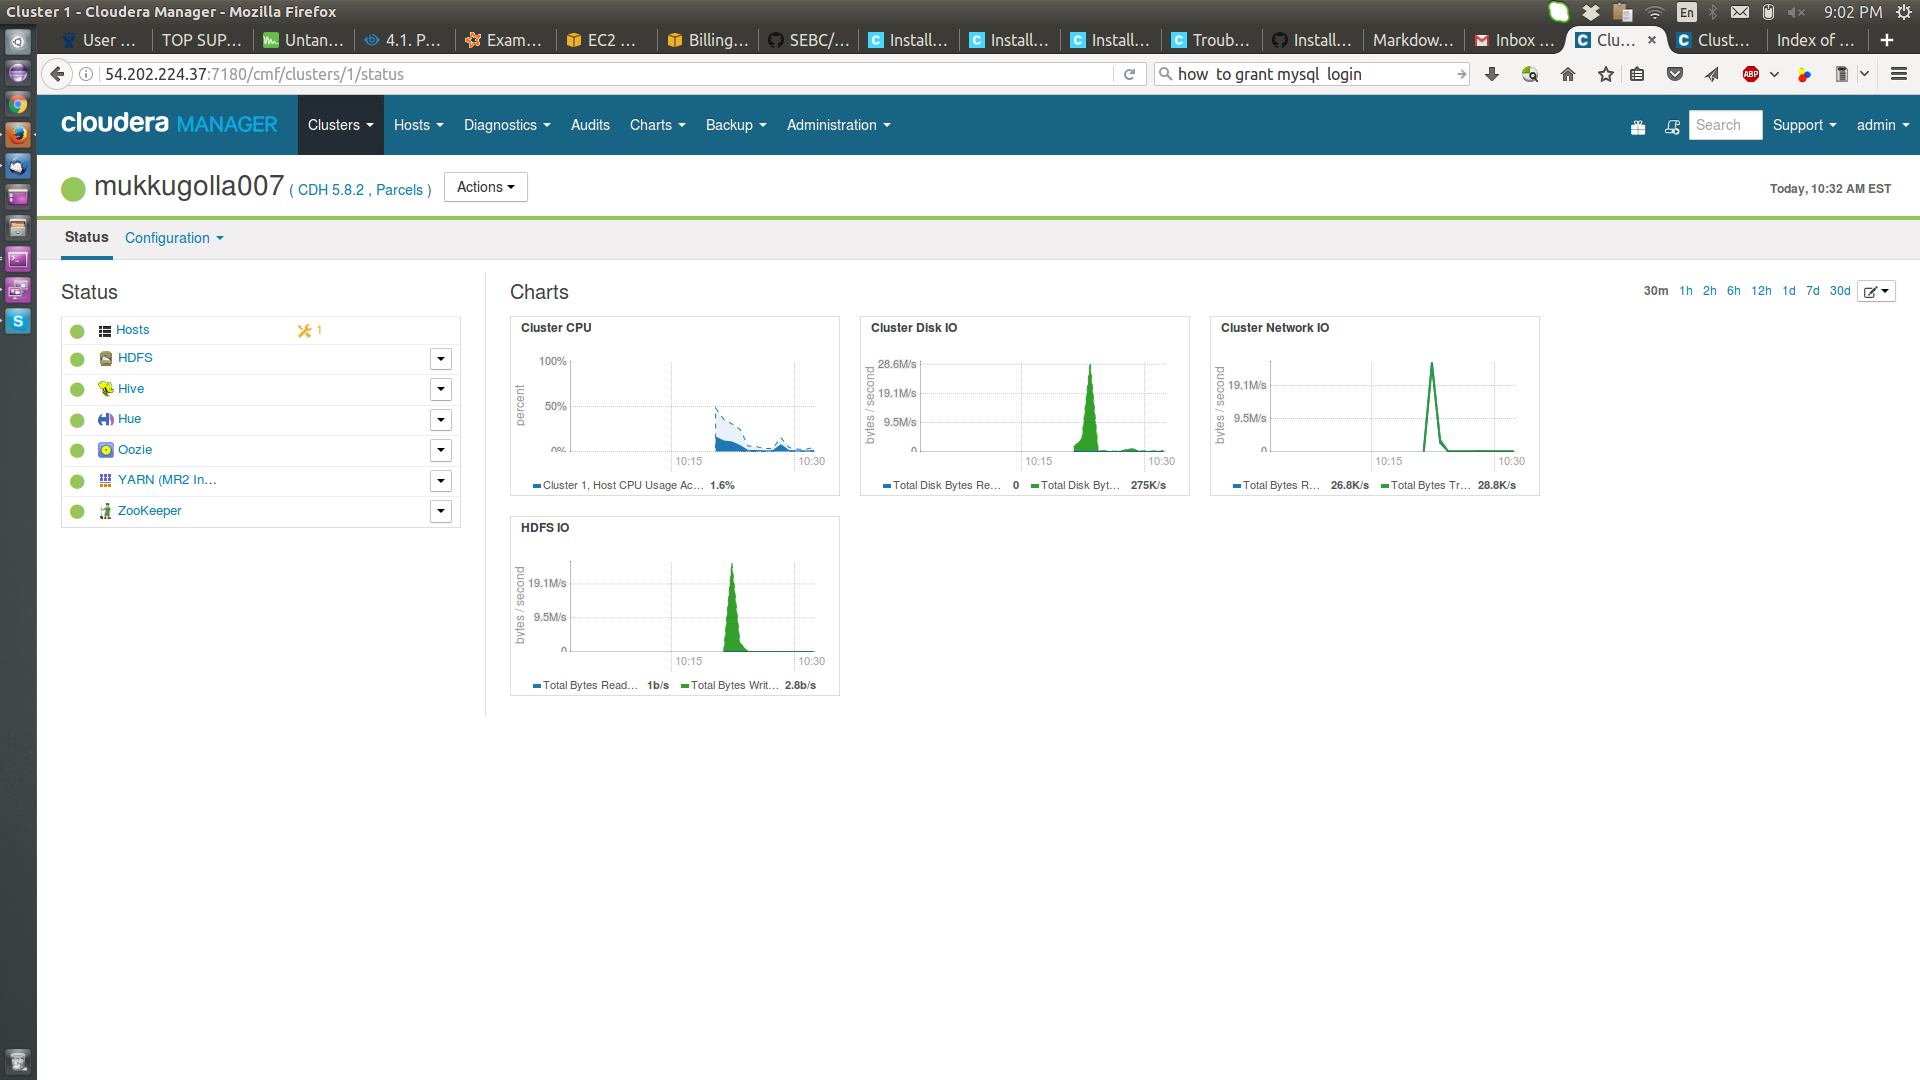 Cluster 1 - Cloudera Manager - Mozilla Firefox
En
9:02 PM
User ...
TOP SUP...
Untan...
4.1. P...
Exam...
EC2 ...
Billing...
SEBC/...
Install...
Install...
Install...
Troub...
Install...
Markdow...
Inbox ...
Clu...
Clust...
Index of ...
54.202.224.37:7180/cmf/clusters/1/status
how to grant mysql login
ABP
cloudera MANAGER
Clusters
Hosts
Diagnostics
Audits
Charts
Backup
Administration
Search
Support
admin
mukkugolla007 ( CDH 5.8.2 , Parcels )
Actions
Today, 10:32 AM EST
Status
Configuration
Status
Hosts
1
HDFS
Hive
Hue
Oozie
YARN (MR2 In...
ZooKeeper
Charts
30m 1h 2h 6h 12h 1d 7d 30d
Cluster CPU
percent
100%
50%
0%
10:15
10:30
Cluster 1, Host CPU Usage Ac... 1.6%
Cluster Disk IO
bytes / second
28.6M/s
19.1M/s
9.5M/s
0
10:15
10:30
Total Disk Bytes Re... 0
Total Disk Byt... 275K/s
Cluster Network IO
bytes / second
19.1M/s
9.5M/s
0
10:15
10:30
Total Bytes R... 26.8K/s
Total Bytes Tr... 28.8K/s
HDFS IO
bytes / second
19.1M/s
9.5M/s
0
10:15
10:30
Total Bytes Read... 1b/s
Total Bytes Writ... 2.8b/s